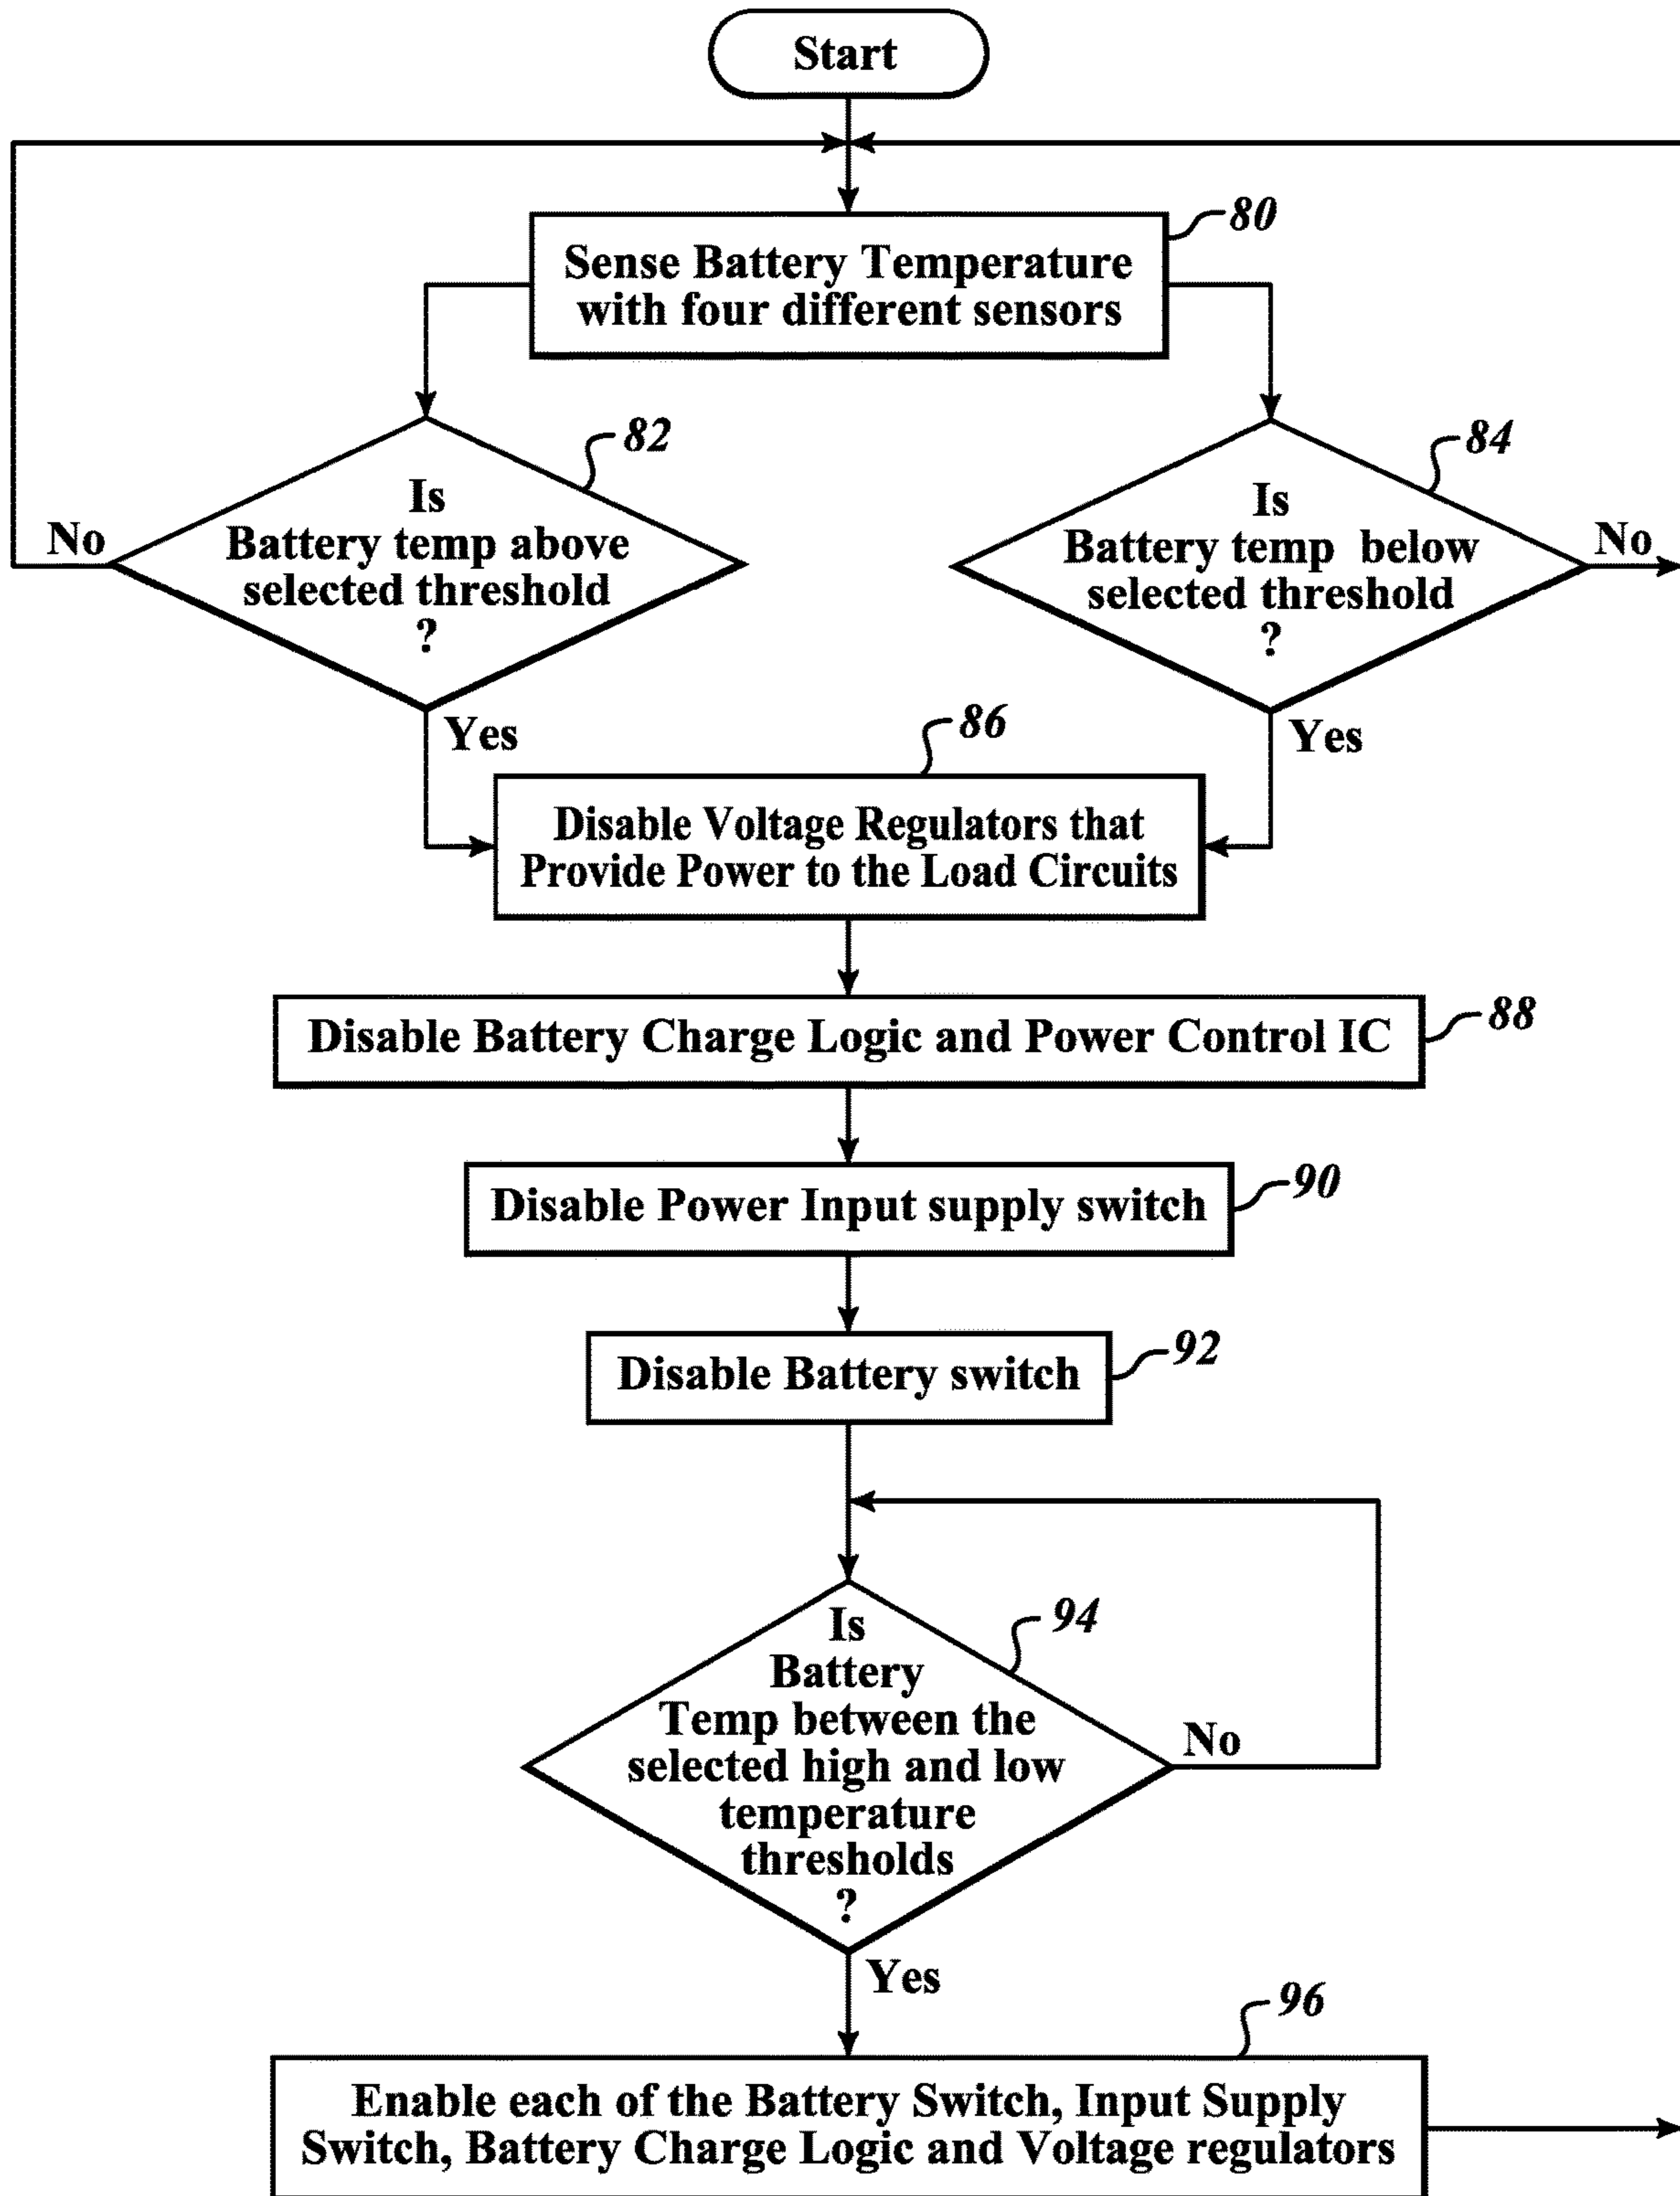 Start
80
Sense Battery Temperature
with four different sensors
82
Is
Battery temp above
selected threshold
?
No
Yes
84
Is
Battery temp below
selected threshold
?
No
Yes
86
Disable Voltage Regulators that
Provide Power to the Load Circuits
88
Disable Battery Charge Logic and Power Control IC
90
Disable Power Input supply switch
92
Disable Battery switch
94
Is
Battery
Temp between the
selected high and low
temperature
thresholds
?
No
Yes
96
Enable each of the Battery Switch, Input Supply
Switch, Battery Charge Logic and Voltage regulators